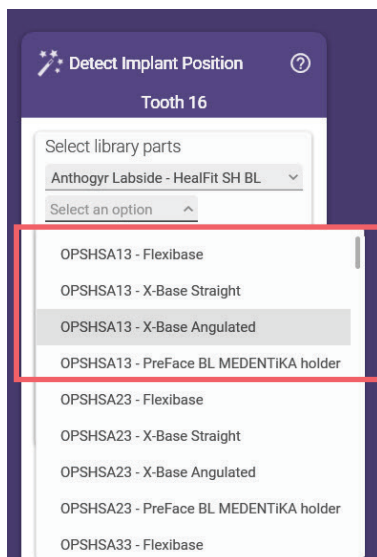 Detect Implant Position
Tooth 16
Select library parts
Anthogyr Labside - HealFit SH BL
Select an option
OPSHSA13 - Flexibase
OPSHSA13 - X-Base Straight
OPSHSA13 - X-Base Angulated
OPSHSA13 - PreFace BL MEDENTiKA holder
OPSHSA23 - Flexibase
OPSHSA23 - X-Base Straight
OPSHSA23 - X-Base Angulated
OPSHSA23 - PreFace BL MEDENTiKA holder
OPSHSA33 - Flexibase